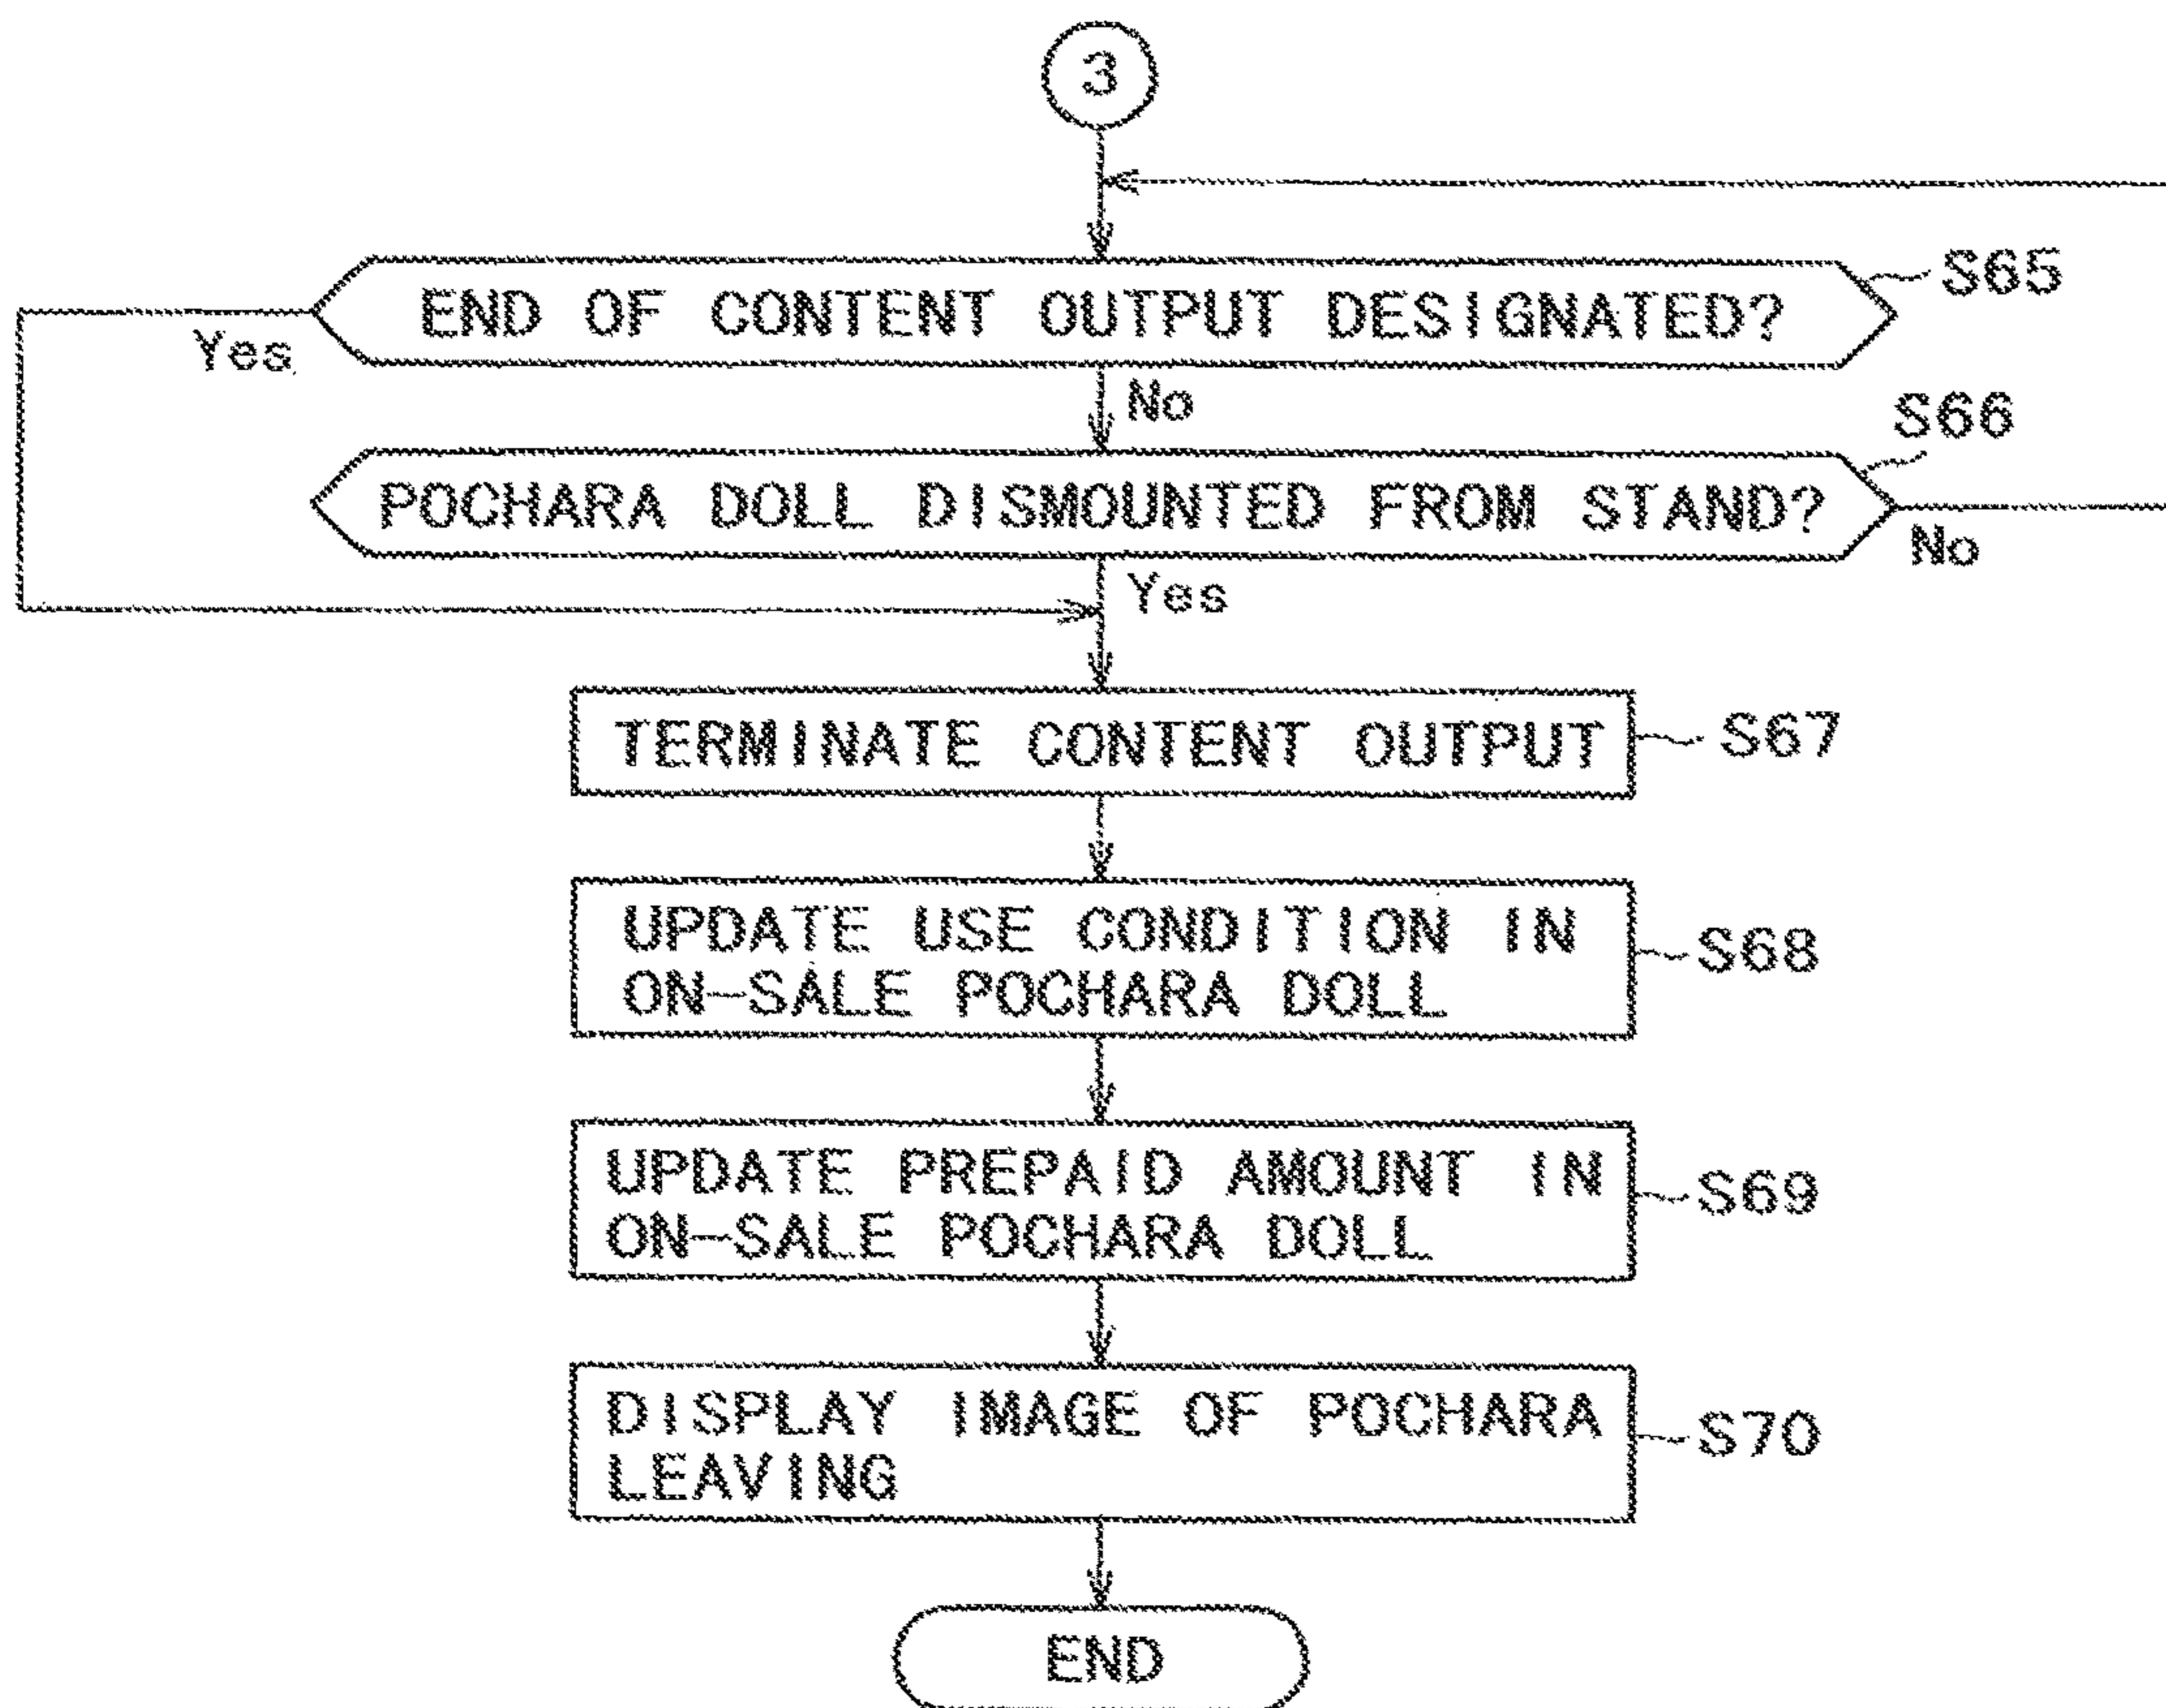 3
END OF CONTENT OUTPUT DESIGNATED?
S65
Yes
No
S66
POCHARA DOLL DISMOUNTED FROM STAND?
No
Yes
TERMINATE CONTENT OUTPUT
S67
UPDATE USE CONDITION IN
ON-SALE POCHARA DOLL
S68
UPDATE PREPAID AMOUNT IN
ON-SALE POCHARA DOLL
S69
DISPLAY IMAGE OF POCHARA
LEAVING
S70
END